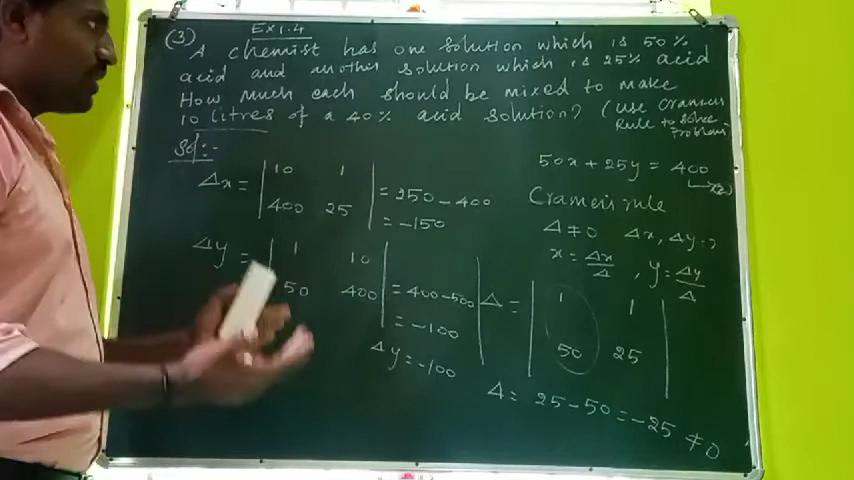 Ex 1.4
(3) A chemist has one solution which is 50%
acid and another solution which is 25% acid
How much each should be mixed to make
10 litres of a 40% acid solution? (Use Cramer's
Rule to solve
Problem)
Sol:-
50x + 25y = 400
Cramer's rule
Δ ≠ 0 Δx, Δy = ?
x = Δx/Δ , y = Δy/Δ
Δx = | 10 1 |
| 400 25 | = 250 - 400
= -150
Δy = | 1 10 |
| 50 400 | = 400 - 500
= -100
Δy = -100
Δ = | 1 1 |
| 50 25 |
Δ = 25 - 50 = -25 ≠ 0